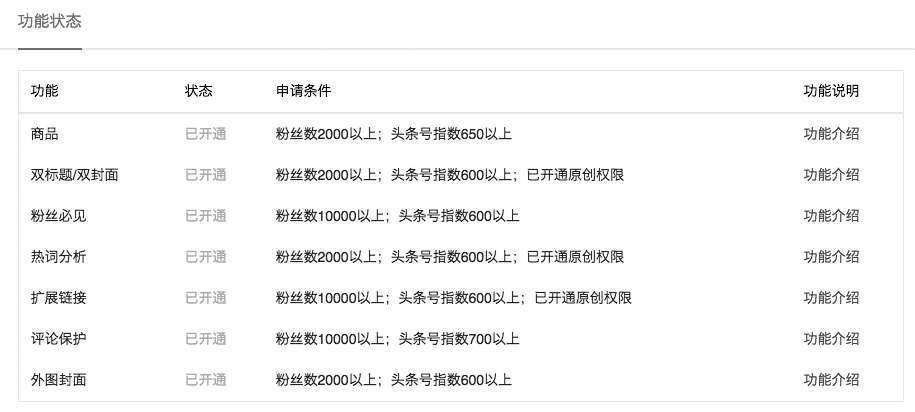 功能状态
功能 状态 申请条件 功能说明
商品 已开通 粉丝数2000以上；头条号指数650以上 功能介绍
双标题/双封面 已开通 粉丝数2000以上；头条号指数600以上；已开通原创权限 功能介绍
粉丝必见 已开通 粉丝数10000以上；头条号指数600以上 功能介绍
热词分析 已开通 粉丝数2000以上；头条号指数600以上；已开通原创权限 功能介绍
扩展链接 已开通 粉丝数10000以上；头条号指数600以上；已开通原创权限 功能介绍
评论保护 已开通 粉丝数10000以上；头条号指数700以上 功能介绍
外图封面 已开通 粉丝数2000以上；头条号指数600以上 功能介绍